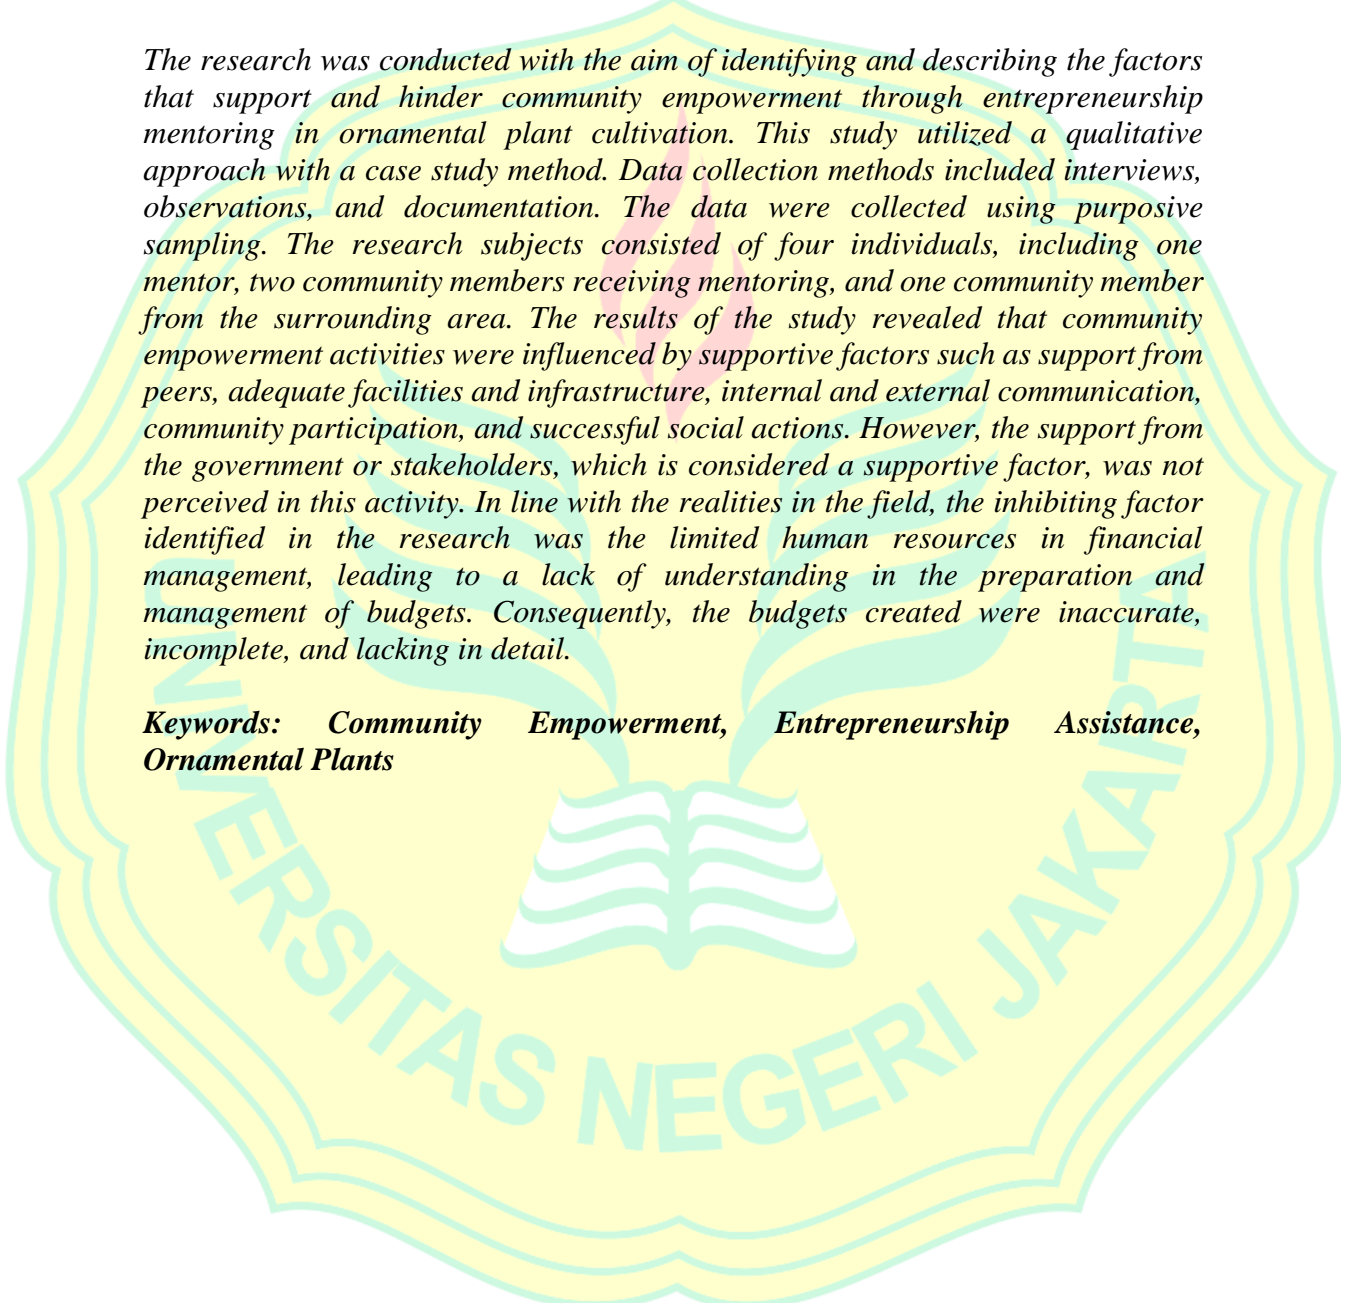 The research was conducted with the aim of identifying and describing the factors
that support and hinder community empowerment through entrepreneurship
mentoring in ornamental plant cultivation. This study utilized a qualitative
approach with a case study method. Data collection methods included interviews,
observations, and documentation. The data were collected using purposive
sampling. The research subjects consisted of four individuals, including one
mentor, two community members receiving mentoring, and one community member
from the surrounding area. The results of the study revealed that community
empowerment activities were influenced by supportive factors such as support from
peers, adequate facilities and infrastructure, internal and external communication,
community participation, and successful social actions. However, the support from
the government or stakeholders, which is considered a supportive factor, was not
perceived in this activity. In line with the realities in the field, the inhibiting factor
identified in the research was the limited human resources in financial
management, leading to a lack of understanding in the preparation and
management of budgets. Consequently, the budgets created were inaccurate,
incomplete, and lacking in detail.
Keywords: Community Empowerment, Entrepreneurship Assistance,
Ornamental Plants
UNIVERSITAS NEGERI JAKARTA